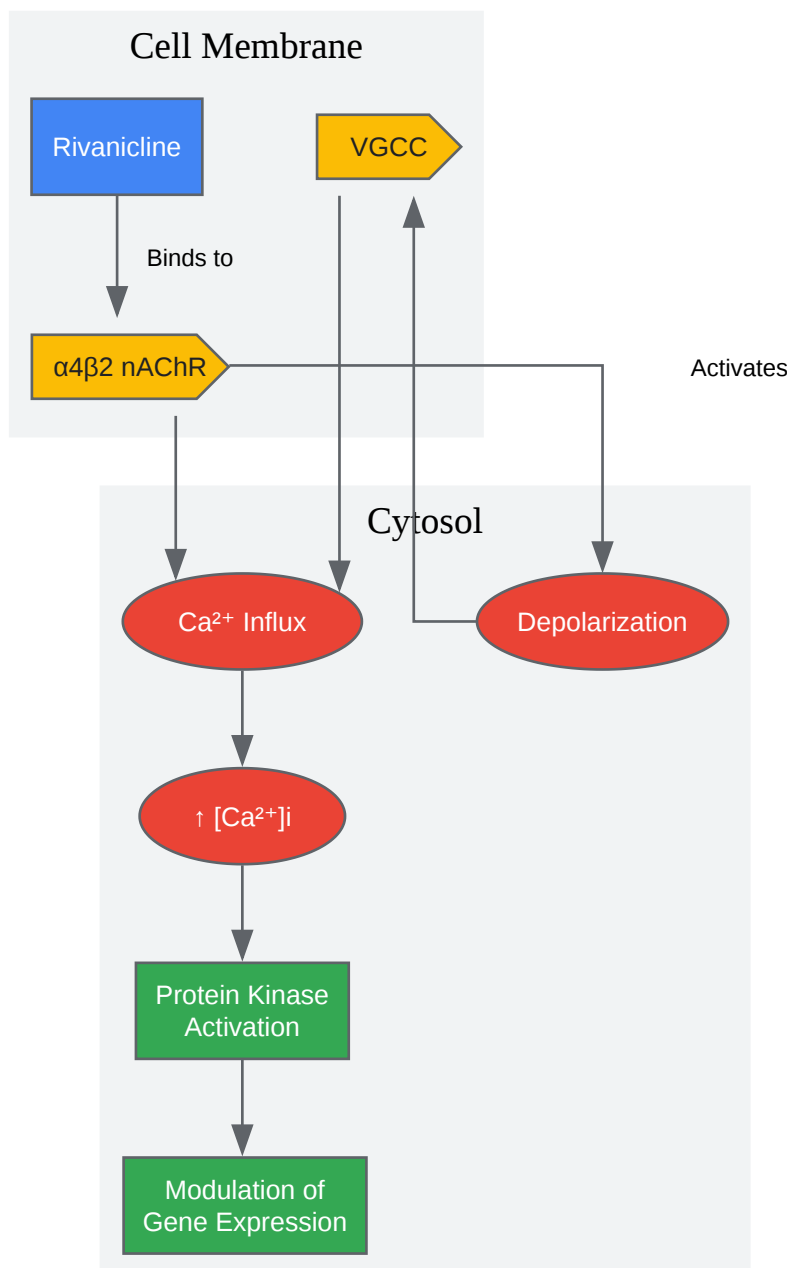 Cell Membrane
Rivanicline
VGCC
Binds to
α4β2 nAChR
Activates
Cytosol
Ca²⁺ Influx
Depolarization
↑ [Ca²⁺]i
Protein Kinase
Activation
Modulation of
Gene Expression